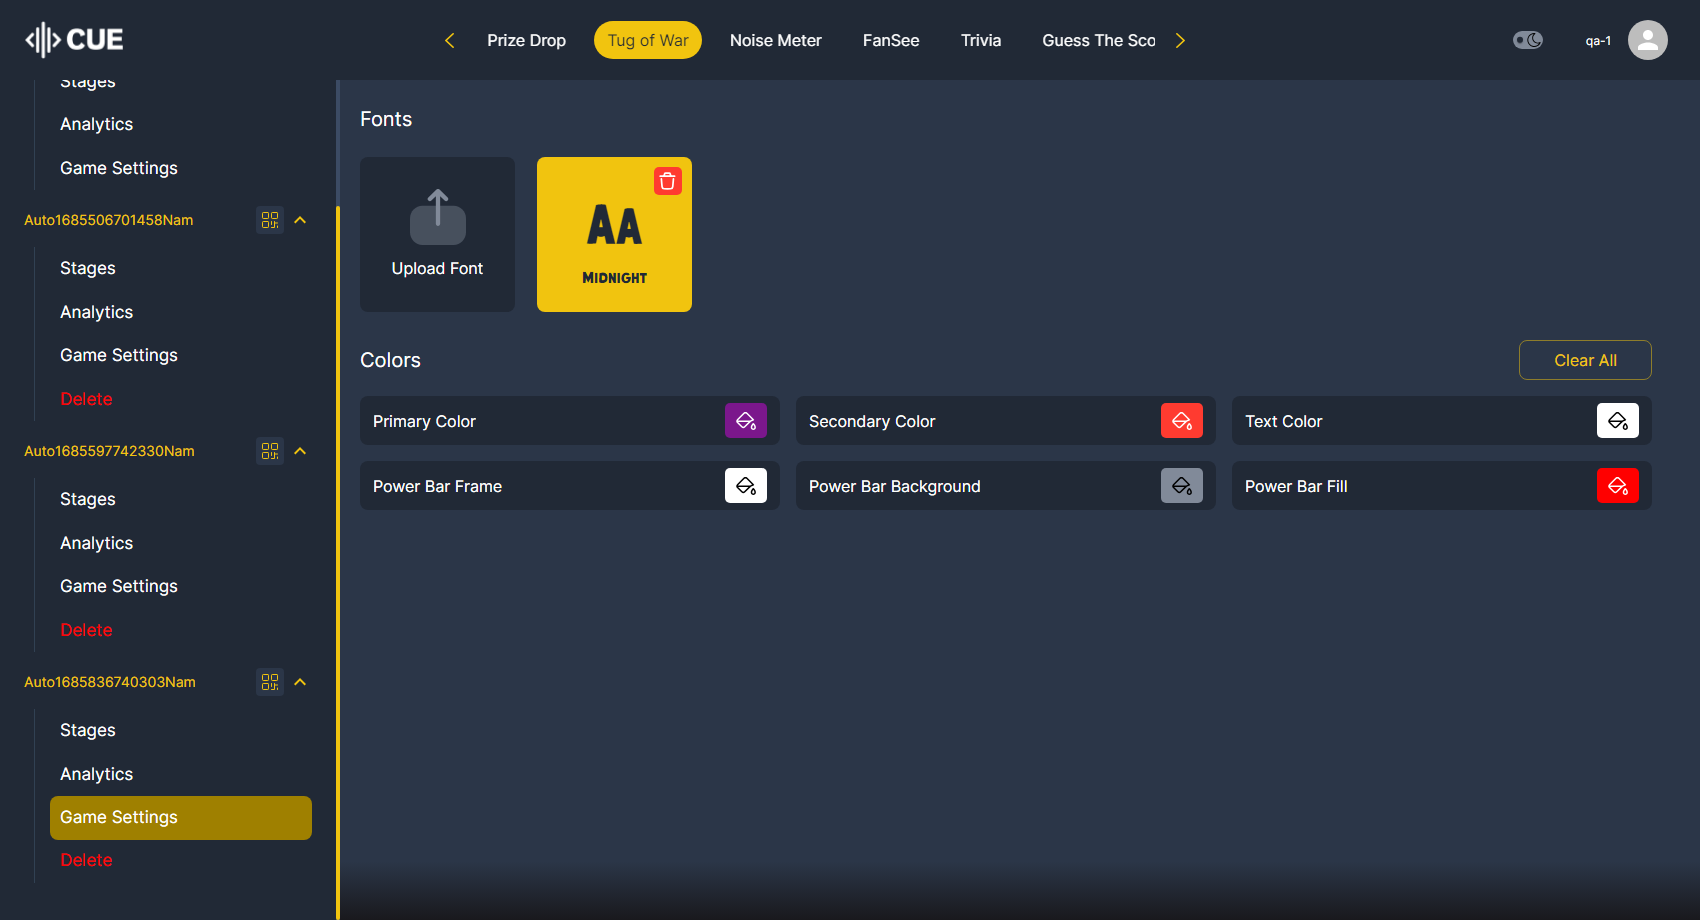 CUE
Prize Drop
Tug of War
Noise Meter
FanSee
Trivia
Guess The Sco
qa-1
Stages
Analytics
Game Settings
Auto1685506701458Nam
Stages
Analytics
Game Settings
Delete
Auto1685597742330Nam
Stages
Analytics
Game Settings
Delete
Auto1685836740303Nam
Stages
Analytics
Game Settings
Delete
Fonts
Upload Font
AA
MIDNIGHT
Colors
Clear All
Primary Color
Secondary Color
Text Color
Power Bar Frame
Power Bar Background
Power Bar Fill